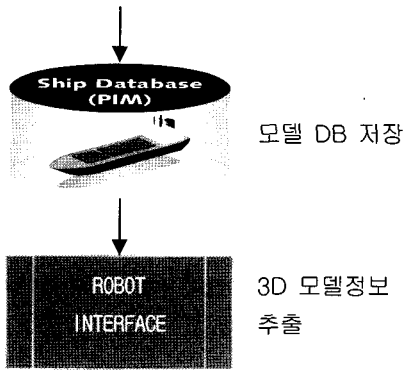 Ship Database
(PIM)
모델 DB 저장
ROBOT
INTERFACE
3D 모델정보
추출